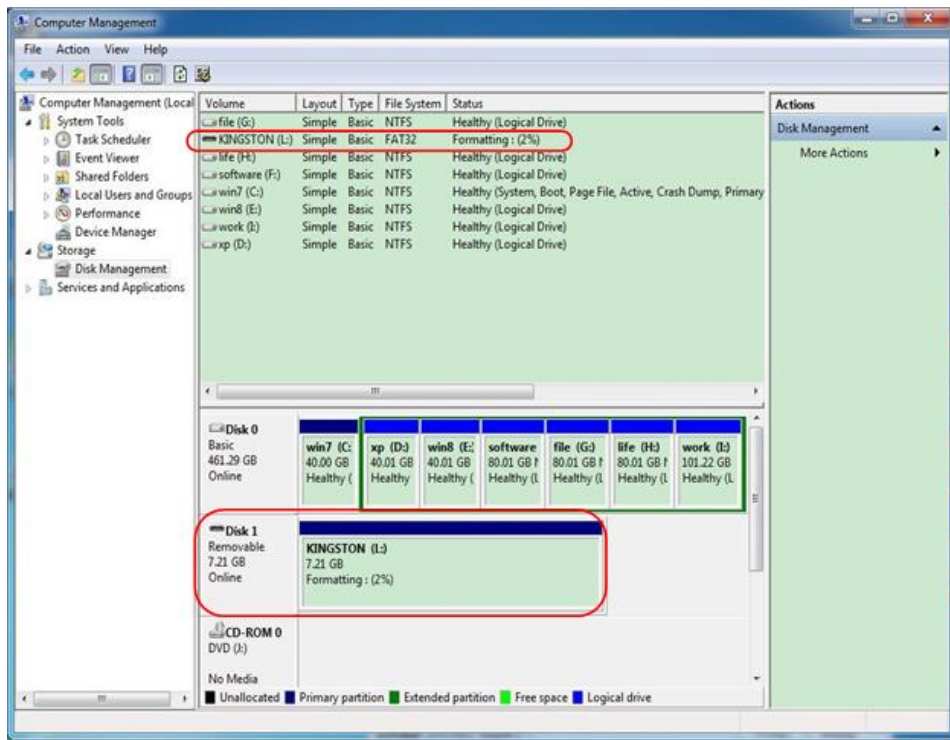 Computer Management
File Action View Help
Computer Management (Local
System Tools
Task Scheduler
Event Viewer
Shared Folders
Local Users and Groups
Performance
Device Manager
Storage
Disk Management
Services and Applications
Volume Layout Type File System Status
file (G:) Simple Basic NTFS Healthy (Logical Drive)
KINGSTON (L:) Simple Basic FAT32 Formatting : (2%)
life (H:) Simple Basic NTFS Healthy (Logical Drive)
software (F:) Simple Basic NTFS Healthy (Logical Drive)
win7 (C:) Simple Basic NTFS Healthy (System, Boot, Page File, Active, Crash Dump, Primary
win8 (E:) Simple Basic NTFS Healthy (Logical Drive)
work (I:) Simple Basic NTFS Healthy (Logical Drive)
xp (D:) Simple Basic NTFS Healthy (Logical Drive)
Actions
Disk Management
More Actions
Disk 0
Basic
461.29 GB
Online
win7 (C: xp (D:) win8 (E: software file (G:) life (H:) work (I:)
40.00 GB 40.01 GB 40.01 GB 80.01 GB 80.01 GB 80.01 GB 101.22 GB
Healthy ( Healthy Healthy ( Healthy (L Healthy (L Healthy (L Healthy (L
Disk 1
Removable
7.21 GB
Online
KINGSTON (L:)
7.21 GB
Formatting : (2%)
CD-ROM 0
DVD (J:)
No Media
Unallocated Primary partition Extended partition Free space Logical drive